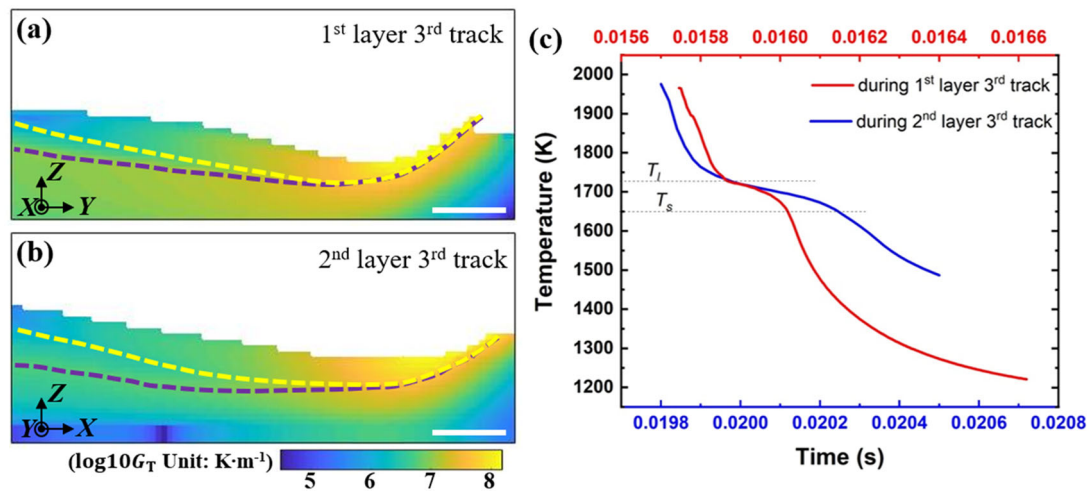 (a)
1st layer 3rd track
Z
X Y
(b)
2nd layer 3rd track
Z
Y X
(log10GT Unit: K·m-1)
5 6 7 8
(c)
0.0156 0.0158 0.0160 0.0162 0.0164 0.0166
2000
1900
1800
1700
1600
1500
1400
1300
1200
Temperature (K)
during 1st layer 3rd track
during 2nd layer 3rd track
Tl
Ts
0.0198 0.0200 0.0202 0.0204 0.0206 0.0208
Time (s)